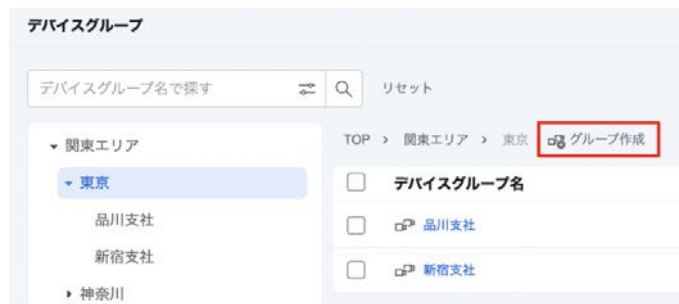 デバイスグループ
デバイスグループ名で探す
リセット
関東エリア
東京
品川支社
新宿支社
神奈川
TOP > 関東エリア > 東京 グループ作成
デバイスグループ名
品川支社
新宿支社